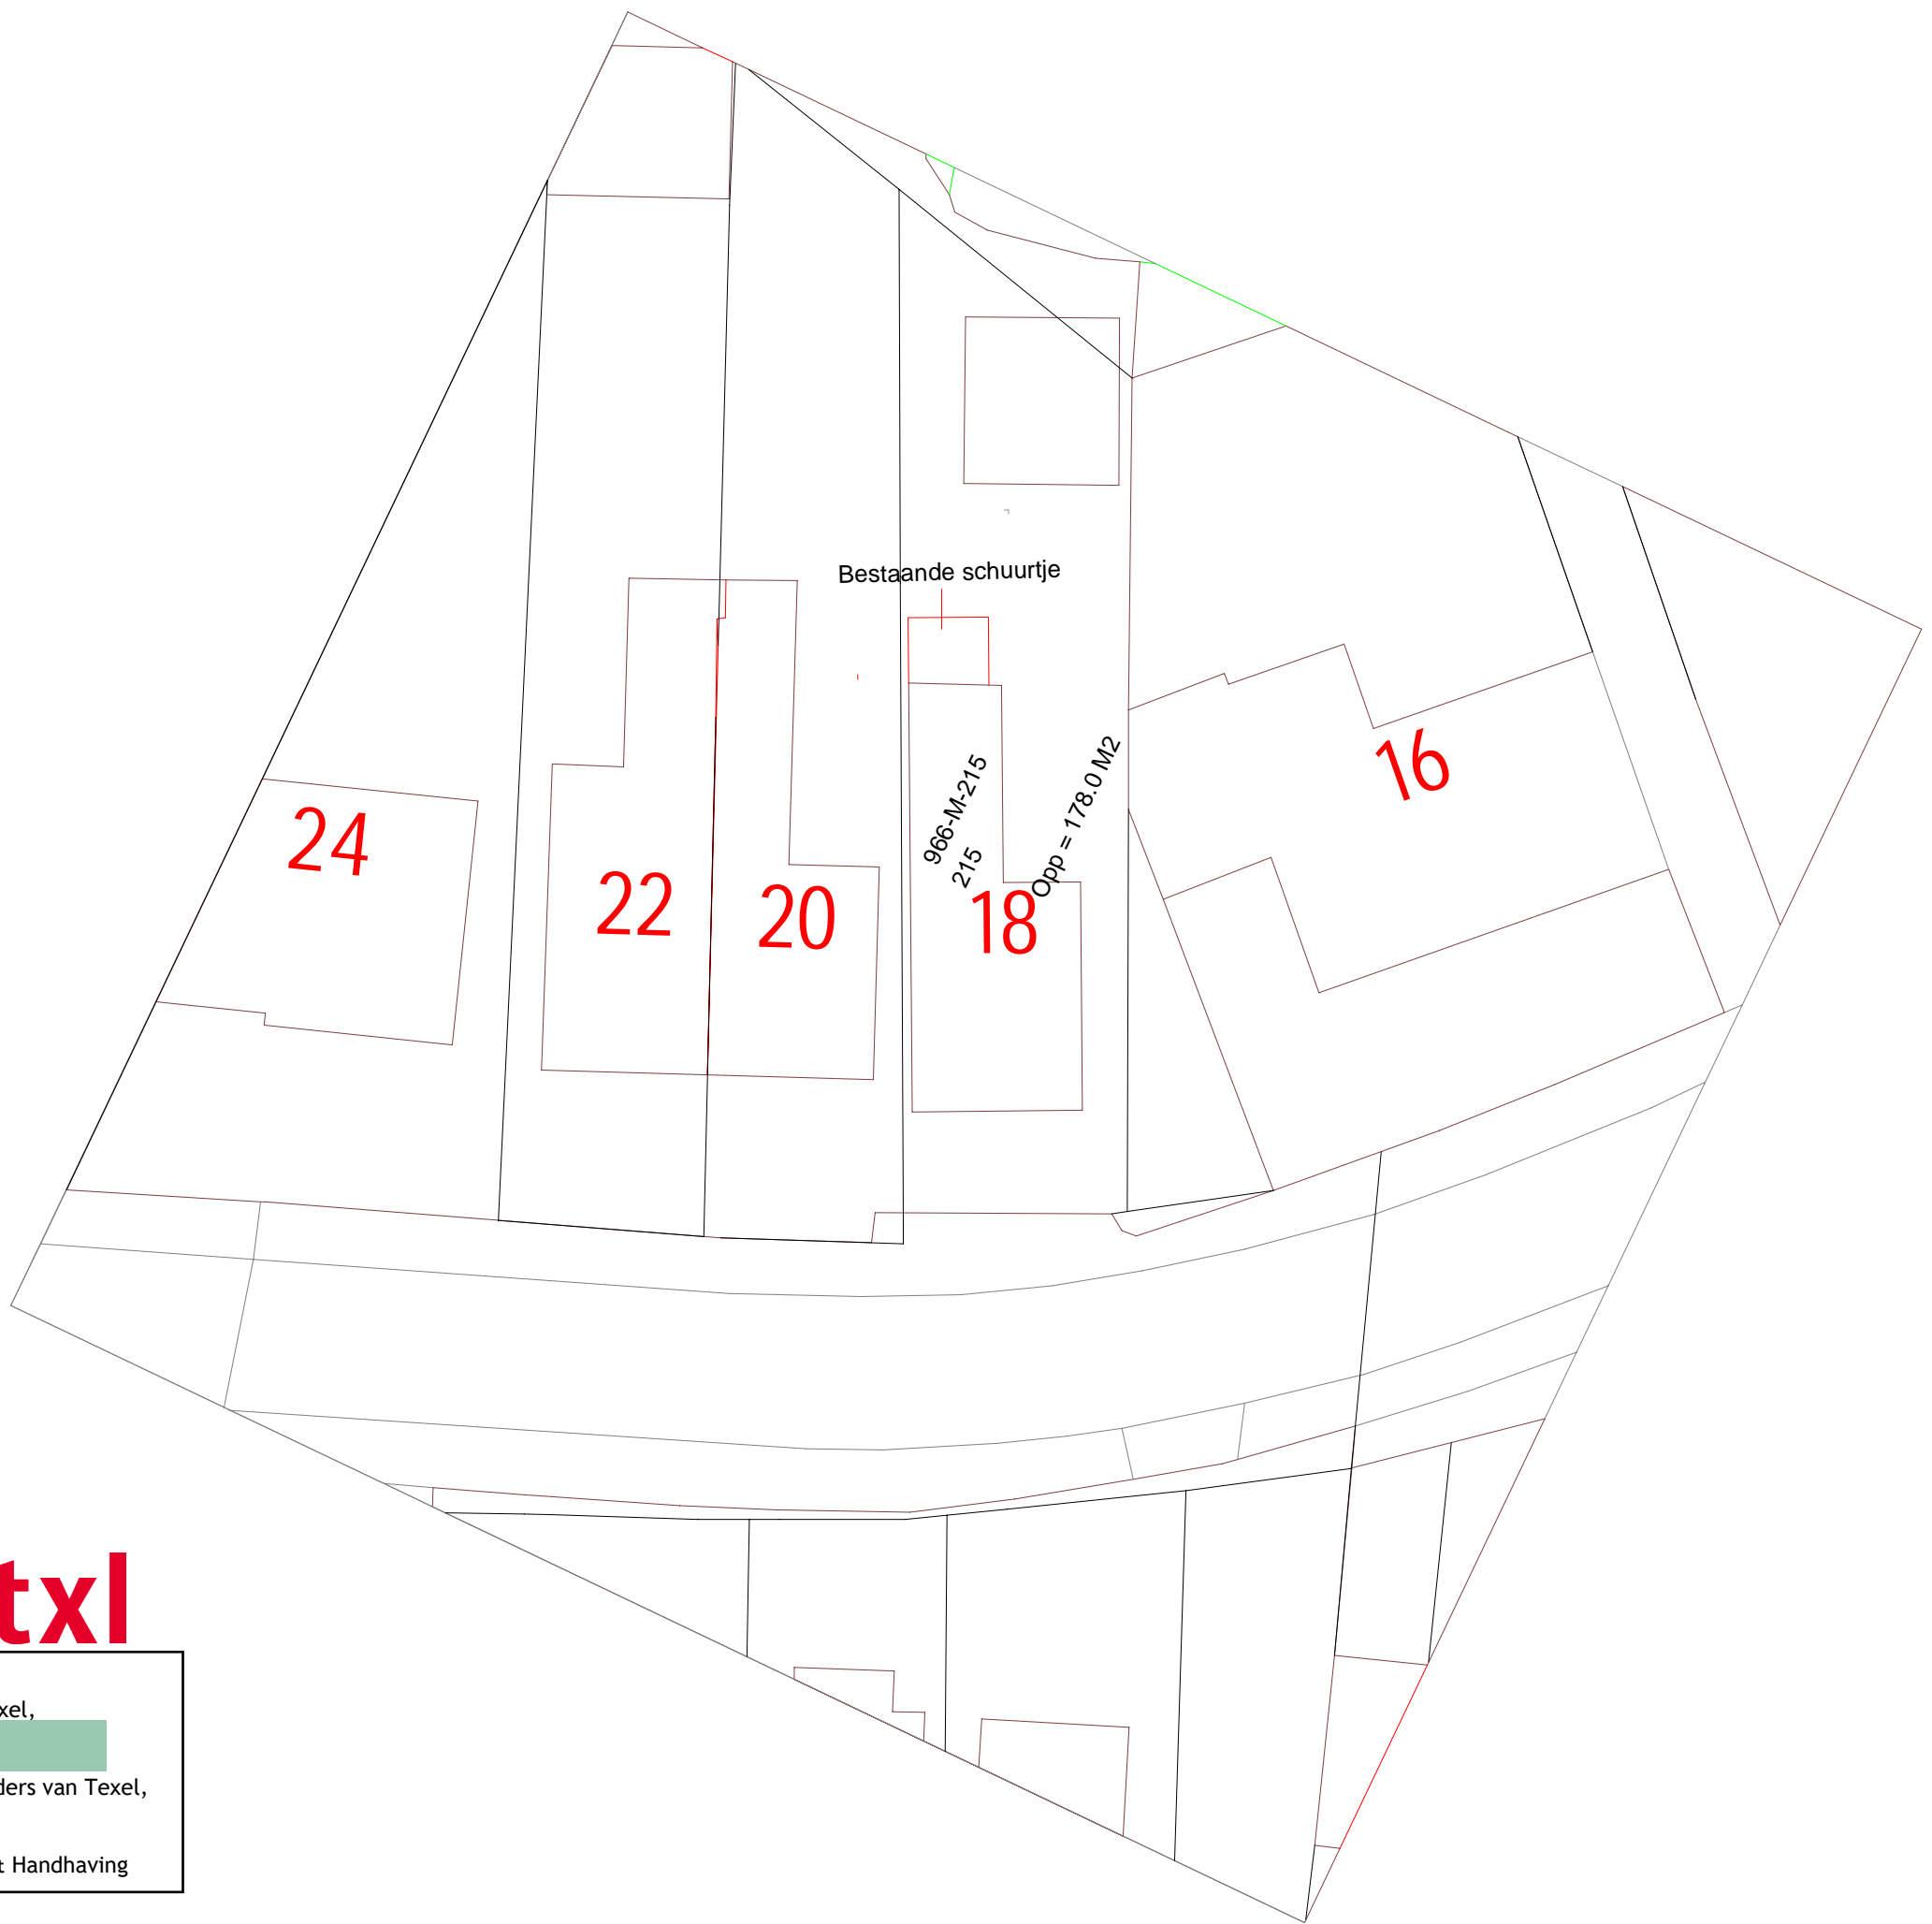 Bestaande schuurtje
966-M-215
215
Opp = 178.0 M2
16
24
22
20
18
txl
xel,
ders van Texel,
t Handhaving